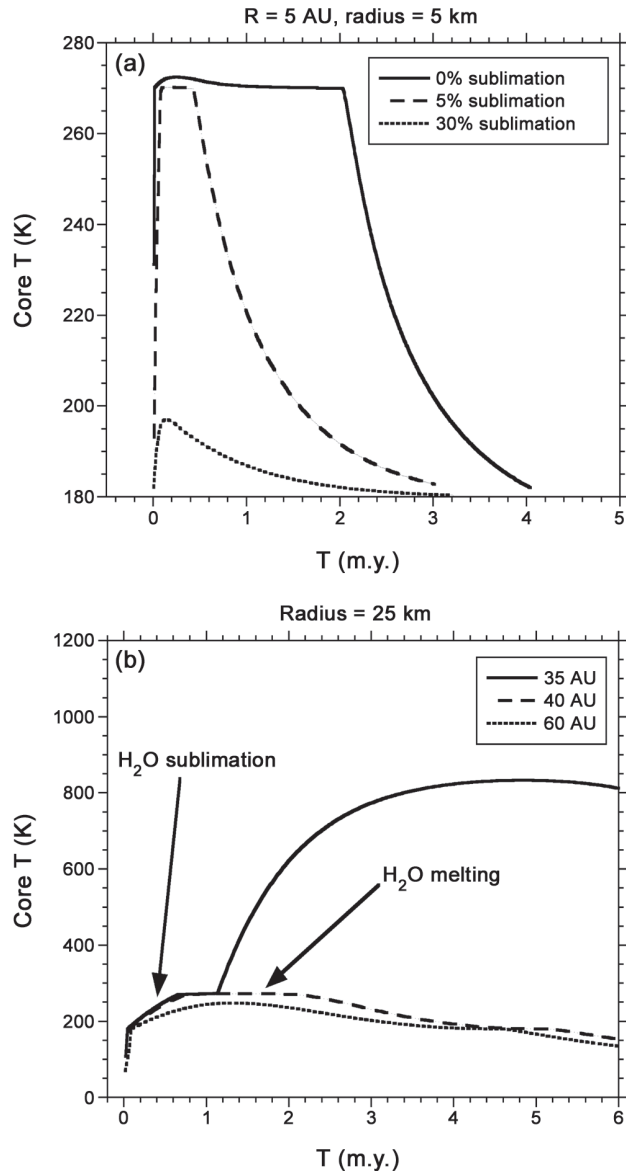 R = 5 AU, radius = 5 km
280
(a)
0% sublimation
5% sublimation
30% sublimation
260
240
220
200
180
Core T (K)
0 1 2 3 4 5
T (m.y.)
Radius = 25 km
1200
(b)
35 AU
40 AU
60 AU
1000
H₂O sublimation
800
H₂O melting
600
400
200
0
Core T (K)
0 1 2 3 4 5 6
T (m.y.)